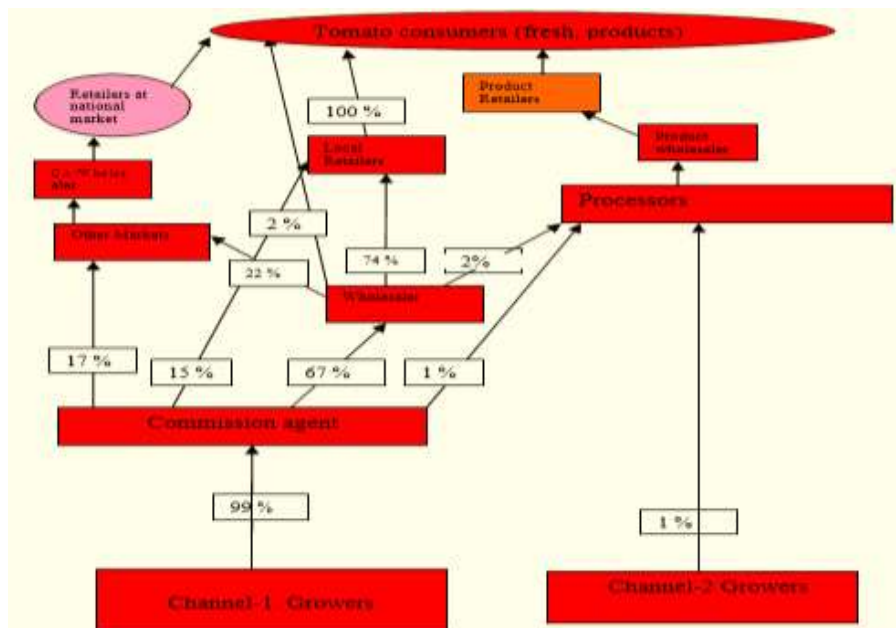 Tomato consumers (fresh, products)
Retailers at
national
market
Product
Retailers
100 %
Local
Retailers
Product
wholesaler
Processors
2 %
Other Markets
22 %
74 %
2%
Wholesaler
17 %
15 %
67 %
1 %
Commission agent
99 %
1 %
Channel-1 Growers
Channel-2 Growers